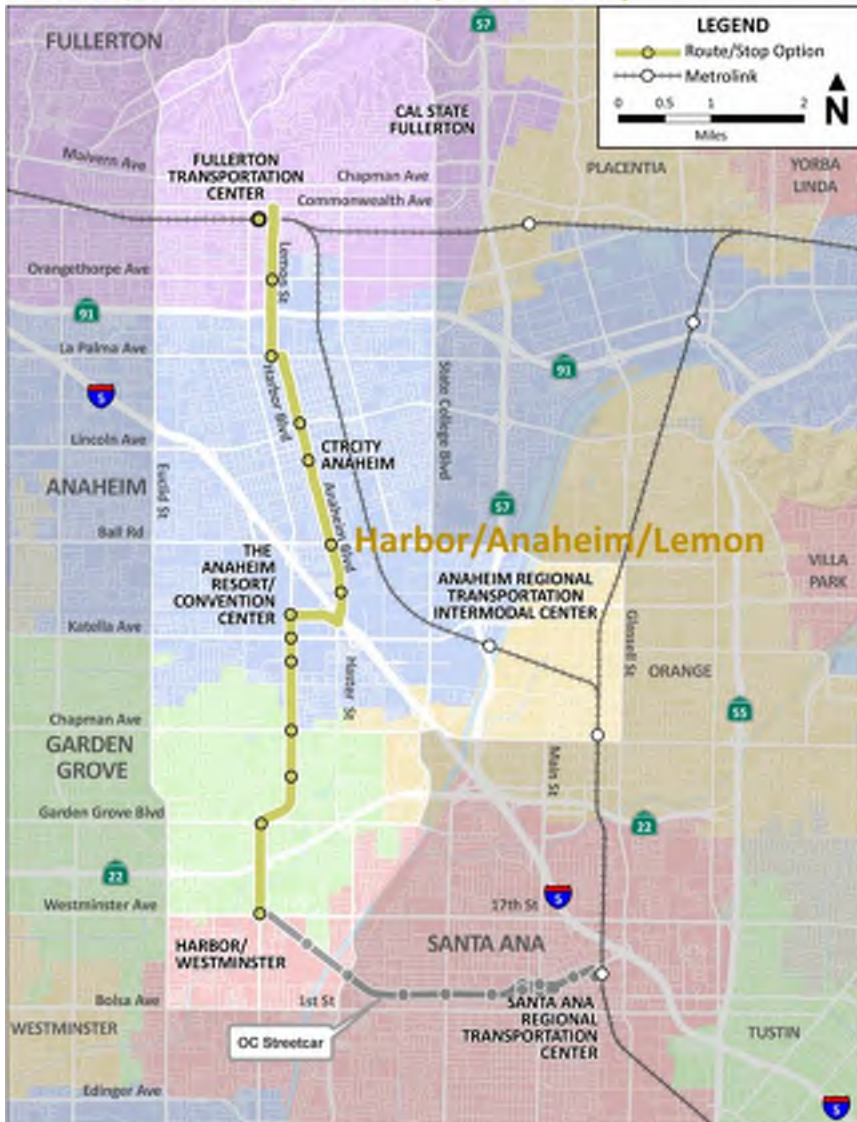 57
LEGEND
Route/Stop Option
Metrolink
0 0.5 1 2
Miles
N
FULLERTON
CAL STATE
FULLERTON
Malvern Ave
FULLERTON
TRANSPORTATION
CENTER
Chapman Ave
Commonwealth Ave
PLACENTIA
YORBA
LINDA
Orangethorpe Ave
Lemon St
91
La Palma Ave
91
5
Harbor Blvd
State College Blvd
Lincoln Ave
CTRCITY
ANAHEIM
Euclid St
ANAHEIM
57
Anaheim Blvd
Ball Rd
Harbor/Anaheim/Lemon
THE
ANAHEIM
RESORT/
CONVENTION
CENTER
ANAHEIM REGIONAL
TRANSPORTATION
INTERMODAL CENTER
VILLA
PARK
Katella Ave
Glassell St
ORANGE
Haster St
55
Chapman Ave
GARDEN
GROVE
Main St
Garden Grove Blvd
22
22
Westminster Ave
17th St
5
HARBOR/
WESTMINSTER
SANTA ANA
Bolsa Ave
1st St
SANTA ANA
REGIONAL
TRANSPORTATION
CENTER
WESTMINSTER
OC Streetcar
TUSTIN
Edinger Ave
5